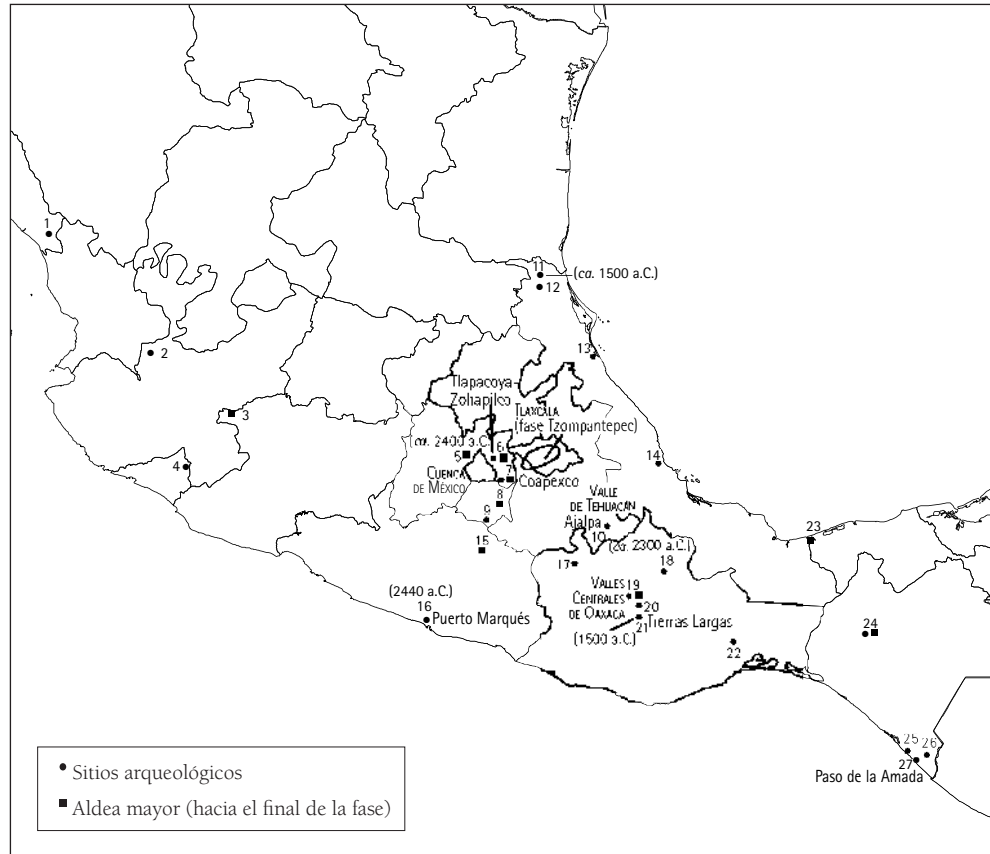 1
11
(ca. 1500 a.C.)
12
2
13
Tlapacoya-
Zohapilco
TLAXCALA
(fase Tzompantepec)
3
(ca. 2400 a.C.)
6
5
4
7
14
CUENCA
DE MÉXICO
Coapexco
8
VALLE
DE TEHUACÁN
9
Ajalpa
10
23
15
(ca. 2300 a.C.)
17
18
(2440 a.C.)
VALLES
CENTRALES
DE OAXACA
19
16
Puerto Marqués
20
21
Tierras Largas
24
(1500 a.C.)
22
25
26
27
Paso de la Amada
Sitios arqueológicos
Aldea mayor (hacia el final de la fase)